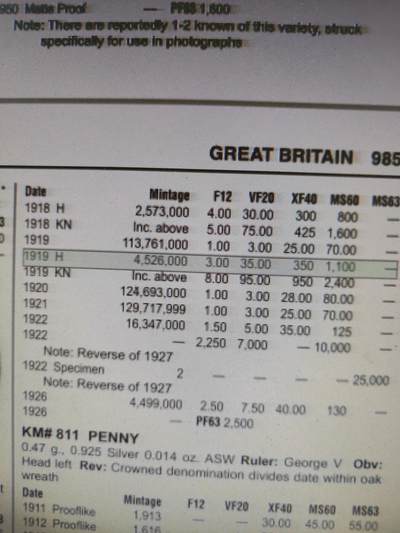 950 Matte Proof — PF63 1,600
Note: There are reportedly 1-2 known of this variety, struck
specifically for use in photographs
GREAT BRITAIN 985
Date Mintage F12 VF20 XF40 MS60 MS63
1918 H 2,573,000 4.00 30.00 300 800 —
1918 KN Inc. above 5.00 75.00 425 1,600 —
1919 113,761,000 1.00 3.00 25.00 70.00 —
1919 H 4,526,000 3.00 35.00 350 1,100 —
1919 KN Inc. above 8.00 95.00 950 2,400 —
1920 124,693,000 1.00 3.00 28.00 80.00 —
1921 129,717,999 1.00 3.00 25.00 70.00 —
1922 16,347,000 1.50 5.00 35.00 125 —
1922 — 2,250 7,000 — 10,000 —
Note: Reverse of 1927
1922 Specimen 2 — — — — 25,000
Note: Reverse of 1927
1926 4,499,000 2.50 7.50 40.00 130 —
1926 — PF63 2,500
KM# 811 PENNY
0.47 g., 0.925 Silver 0.014 oz. ASW Ruler: George V Obv:
Head left Rev: Crowned denomination divides date within oak
wreath
Date Mintage F12 VF20 XF40 MS60 MS63
1911 Prooflike 1,913 — — 30.00 45.00 55.00
1912 Prooflike 1,616